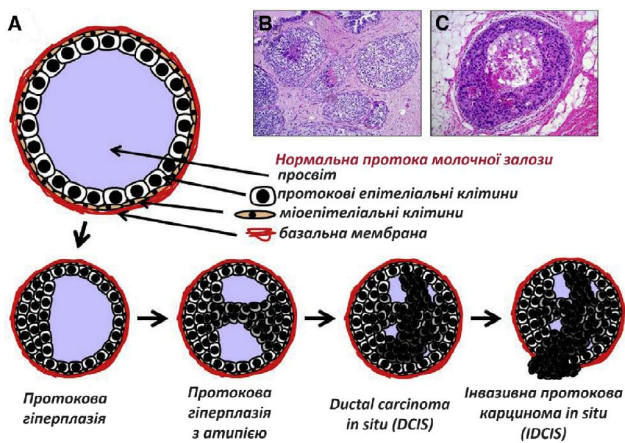 A
B
C
Нормальна протока молочної залози
просвіт
протокові епітеліальні клітини
міоепітеліальні клітини
базальна мембрана
Протокова
гіперплазія
Протокова
гіперплазія
з атипією
Ductal carcinoma
in situ (DCIS)
Інвазивна протокова
карцинома in situ
(IDCIS)